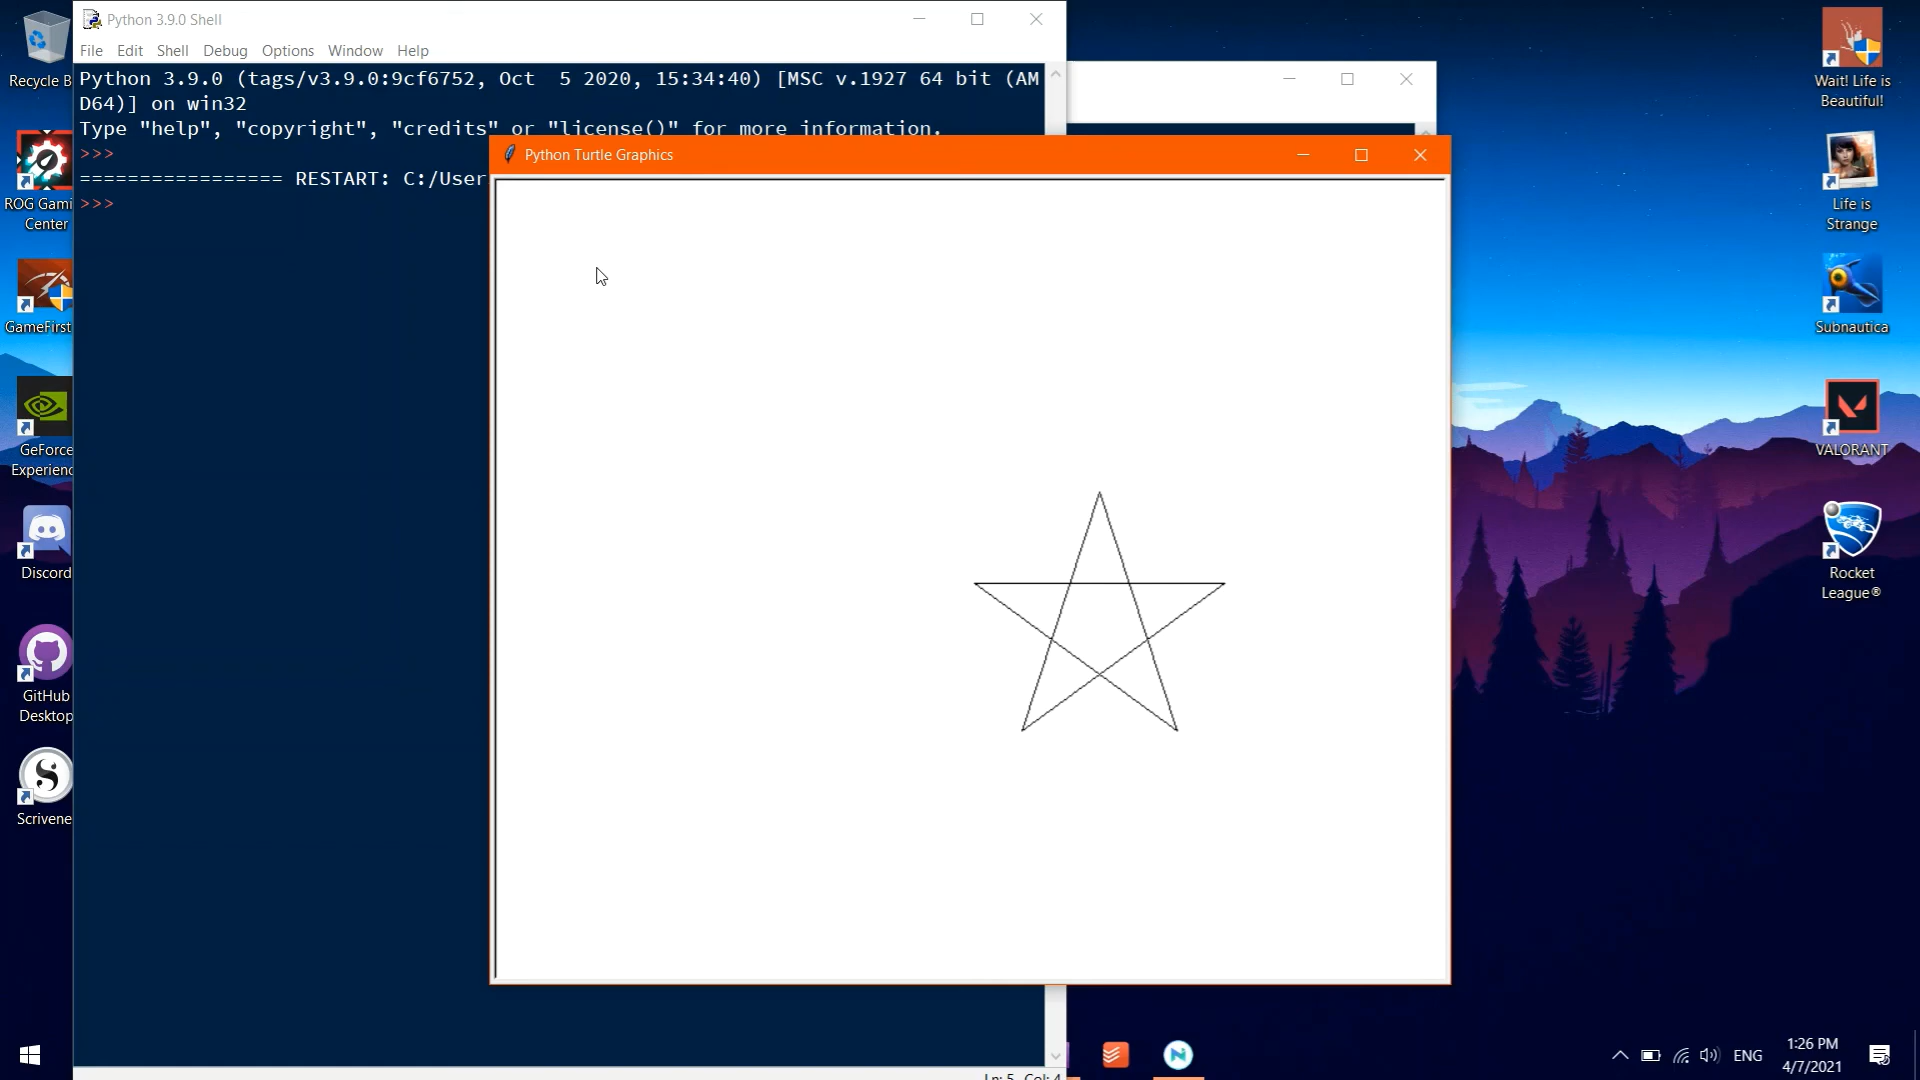 Python 3.9.0 Shell
File Edit Shell Debug Options Window Help
Python 3.9.0 (tags/v3.9.0:9cf6752, Oct  5 2020, 15:34:40) [MSC v.1927 64 bit (AM
D64)] on win32
Type "help", "copyright", "credits" or "license()" for more information.
>>>
================= RESTART: C:/User
>>>
Python Turtle Graphics
Recycle B
ROG Gami
Center
GameFirst
GeForce
Experienc
Discord
GitHub
Desktop
Scrivene
Wait! Life is
Beautiful!
Life is
Strange
Subnautica
VALORANT
Rocket
League®
Ln: 5 Col: 4
ENG
1:26 PM
4/7/2021